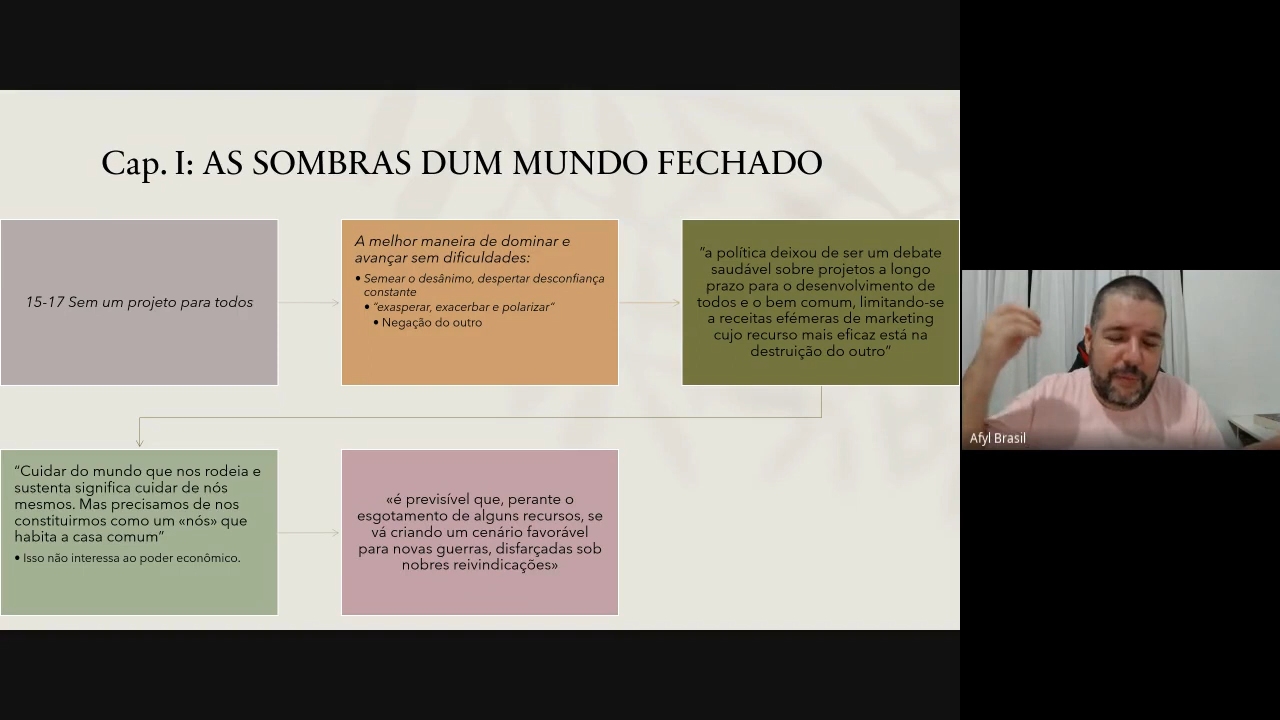 Cap. I: AS SOMBRAS DUM MUNDO FECHADO
15-17 Sem um projeto para todos
A melhor maneira de dominar e
avançar sem dificuldades:
• Semear o desânimo, despertar desconfiança
constante
• “exasperar, exacerbar e polarizar”
• Negação do outro
“a política deixou de ser um debate
saudável sobre projetos a longo
prazo para o desenvolvimento de
todos e o bem comum, limitando-se
a receitas efémeras de marketing
cujo recurso mais eficaz está na
destruição do outro”
“Cuidar do mundo que nos rodeia e
sustenta significa cuidar de nós
mesmos. Mas precisamos de nos
constituirmos como um «nós» que
habita a casa comum”
• Isso não interessa ao poder econômico.
«é previsível que, perante o
esgotamento de alguns recursos, se
vá criando um cenário favorável
para novas guerras, disfarçadas sob
nobres reivindicações»
Afyl Brasil